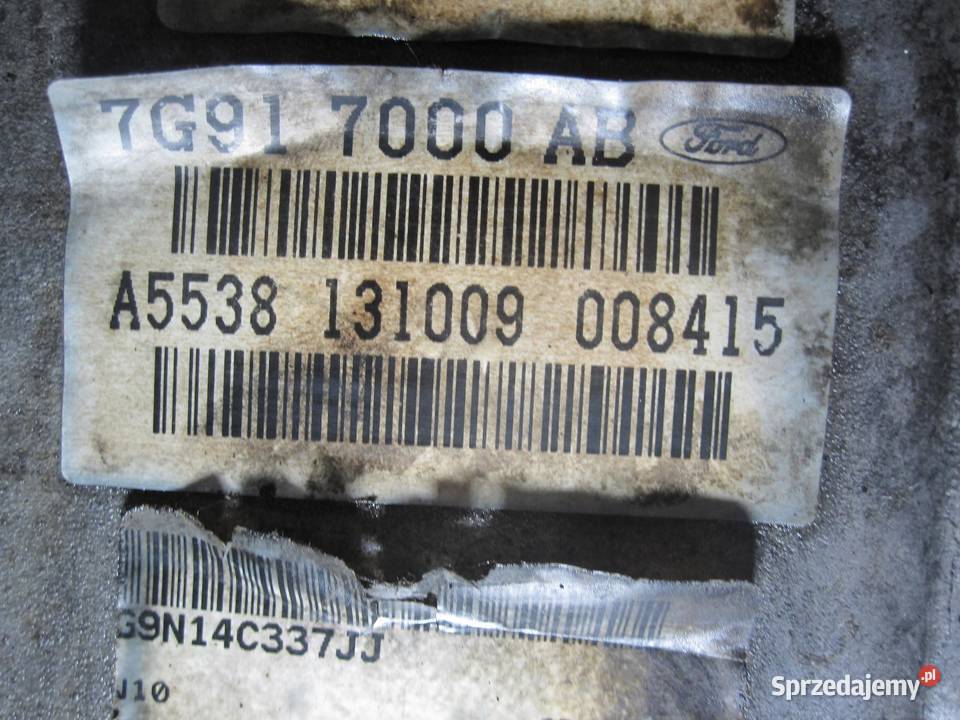 7G91 7000 AB Ford
A5538 131009 008415
G9N14C337JJ
J10
Sprzedajemy.pl